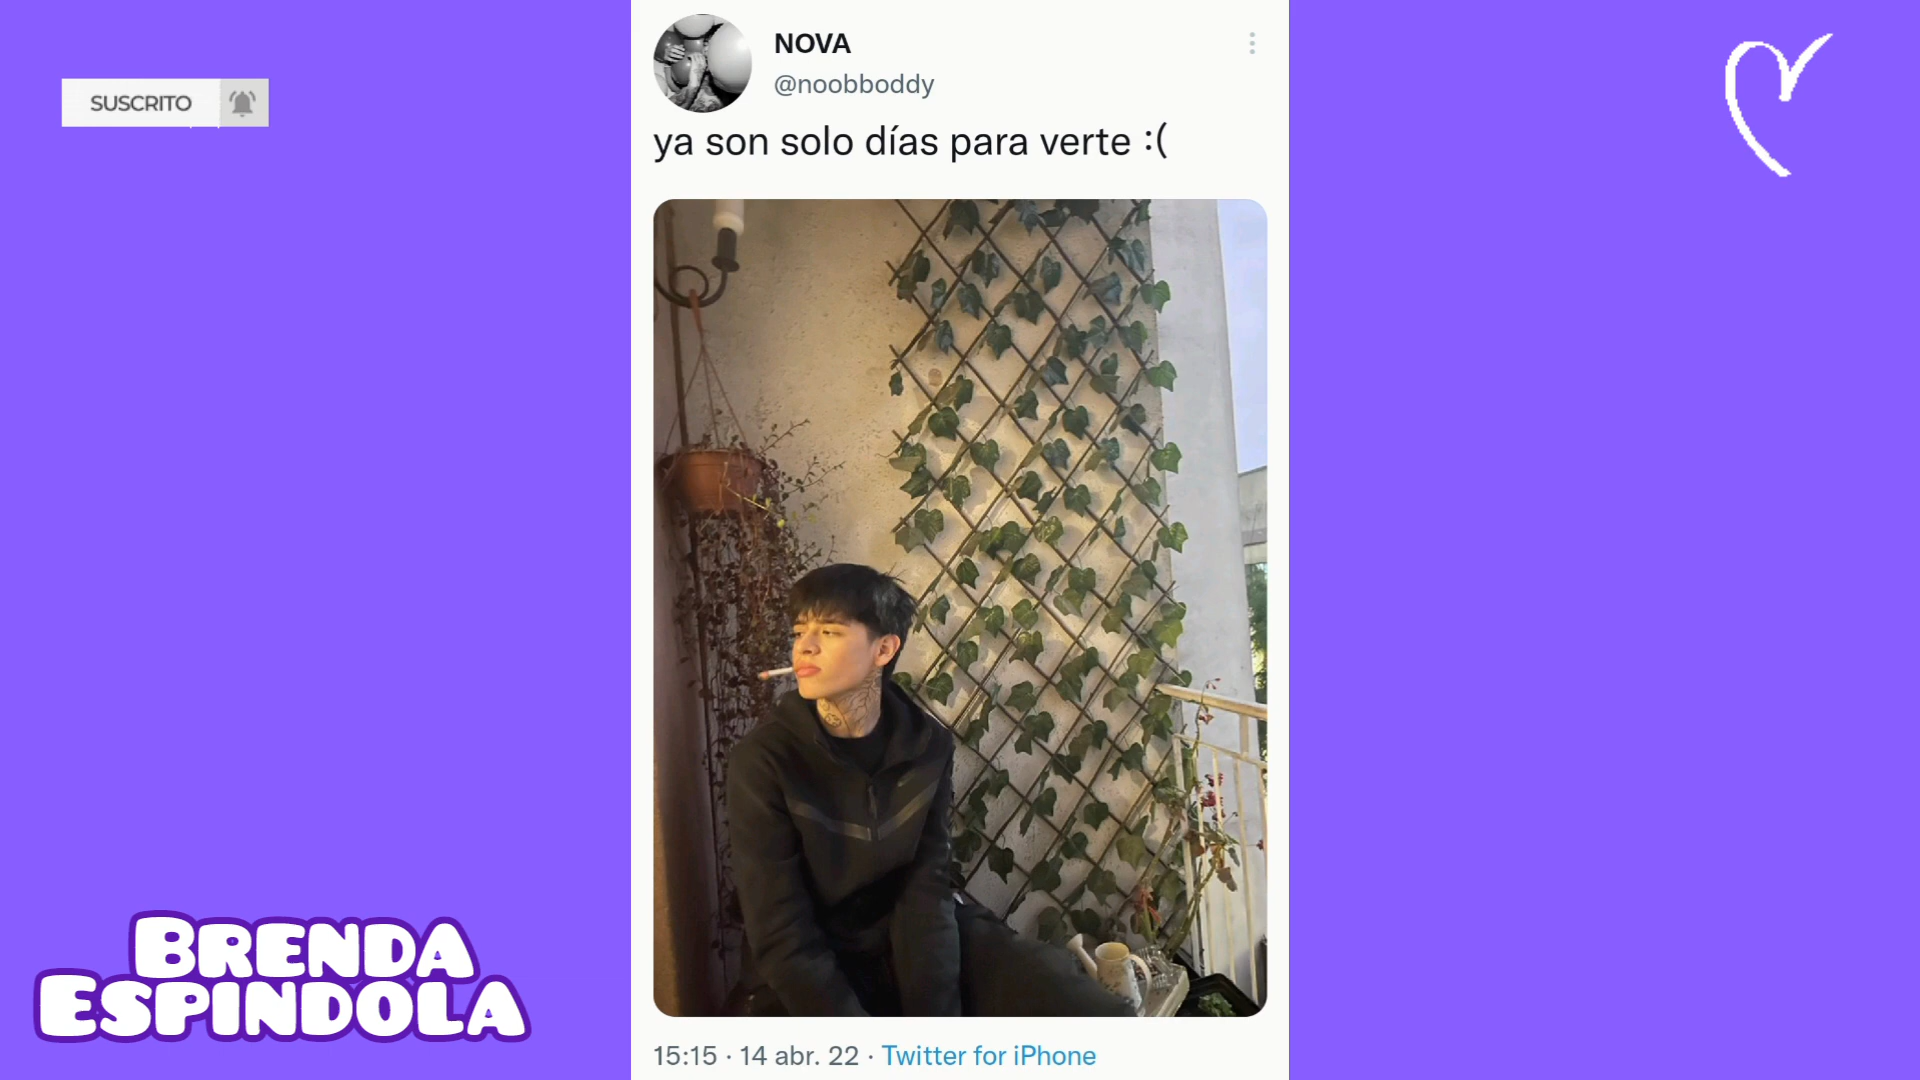 SUSCRITO
NOVA
@noobboddy
ya son solo días para verte :(
15:15 · 14 abr. 22 · Twitter for iPhone
BRENDA
ESPINDOLA